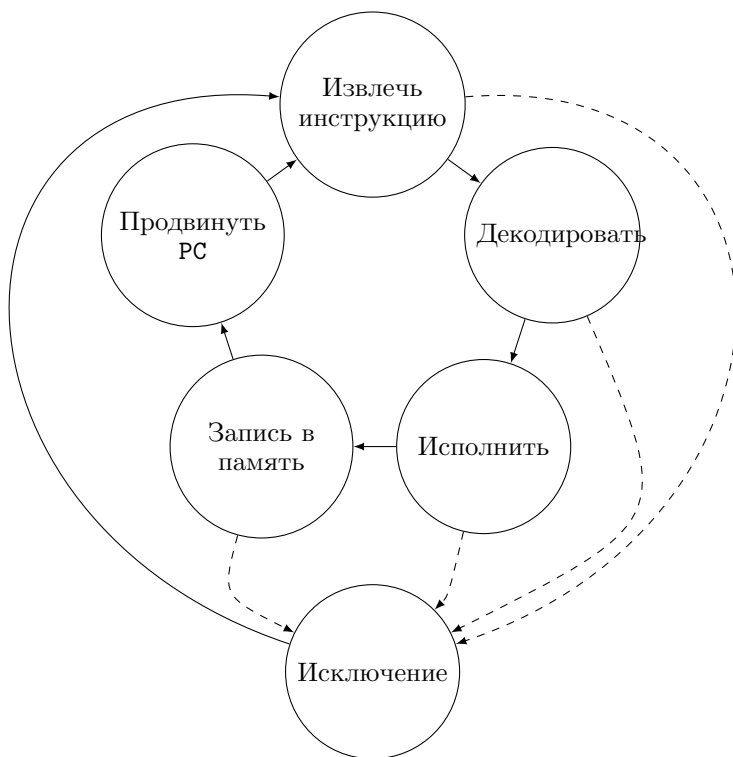 Извлечь
инструкцию
Продвинуть
PC
Декодировать
Запись в
память
Исполнить
Исключение